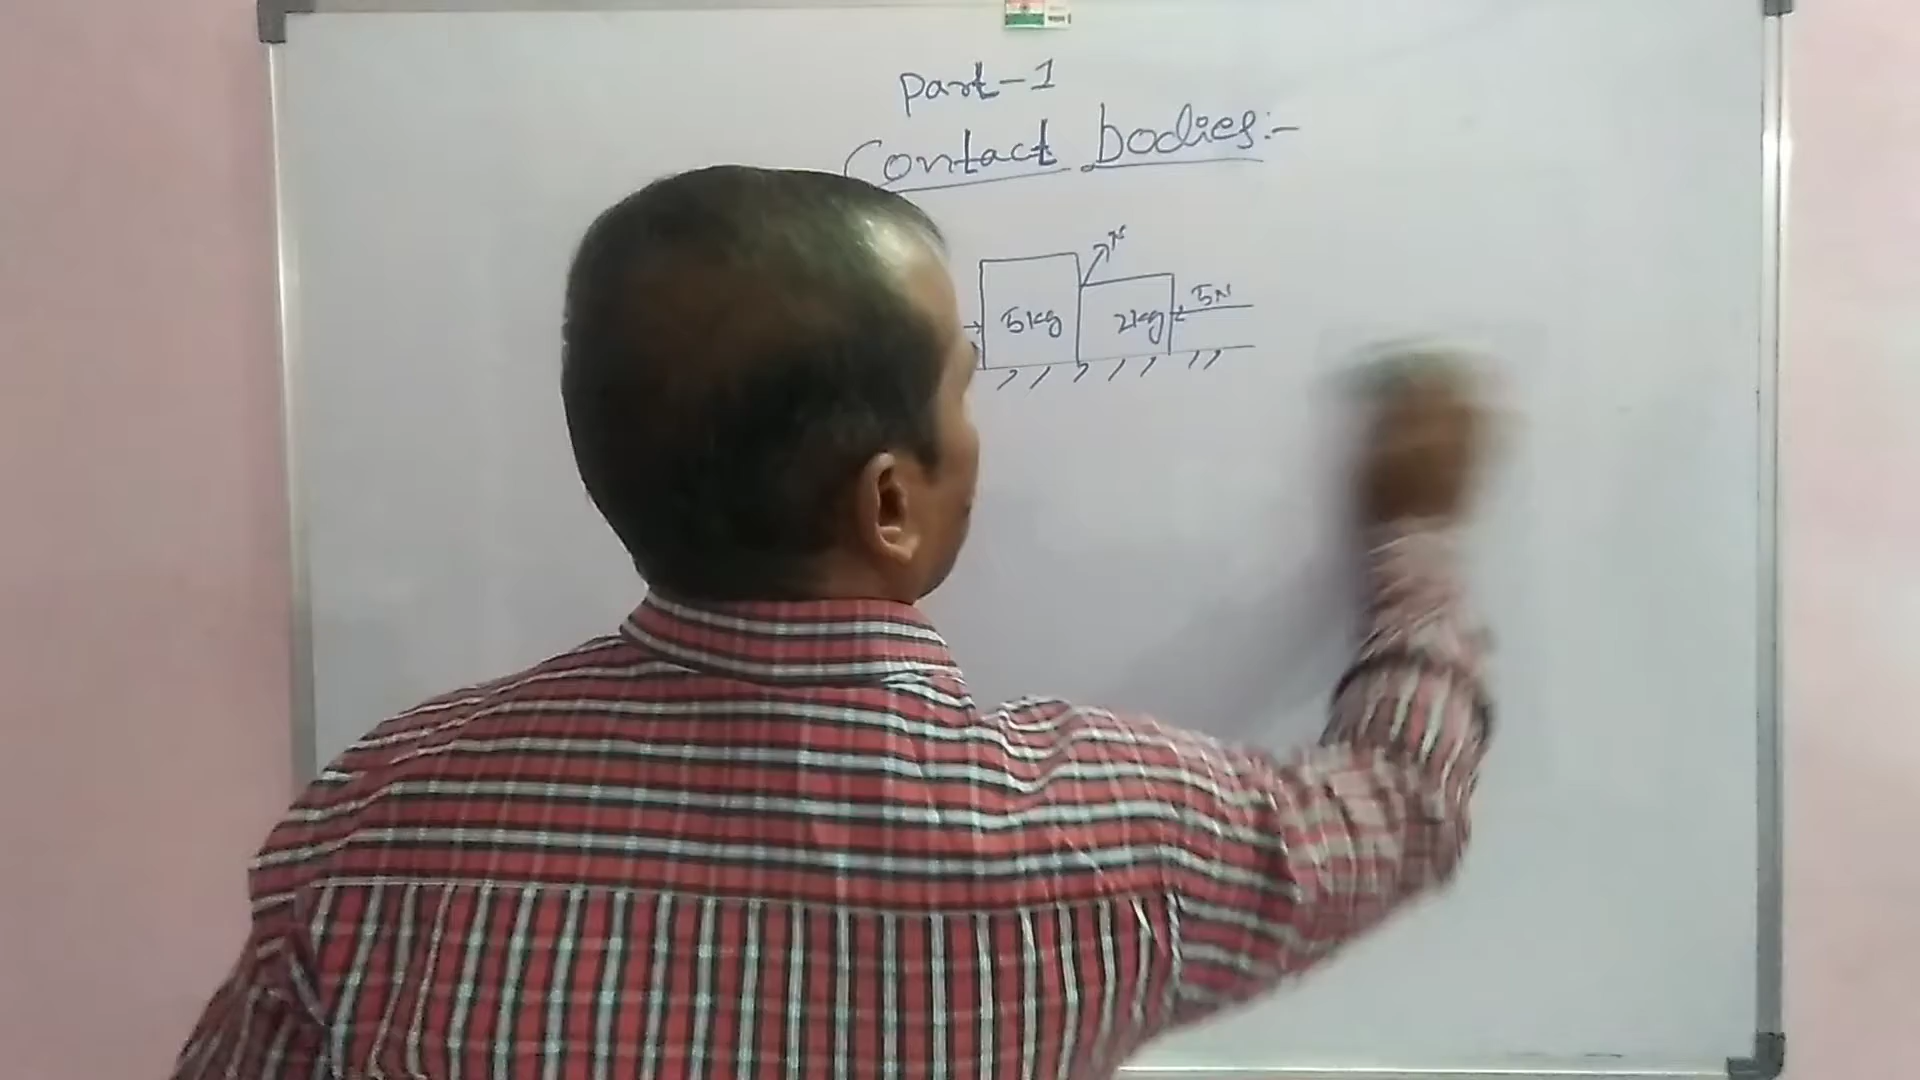 Part-1
Contact bodies:-
N
5kg
2kg
5N